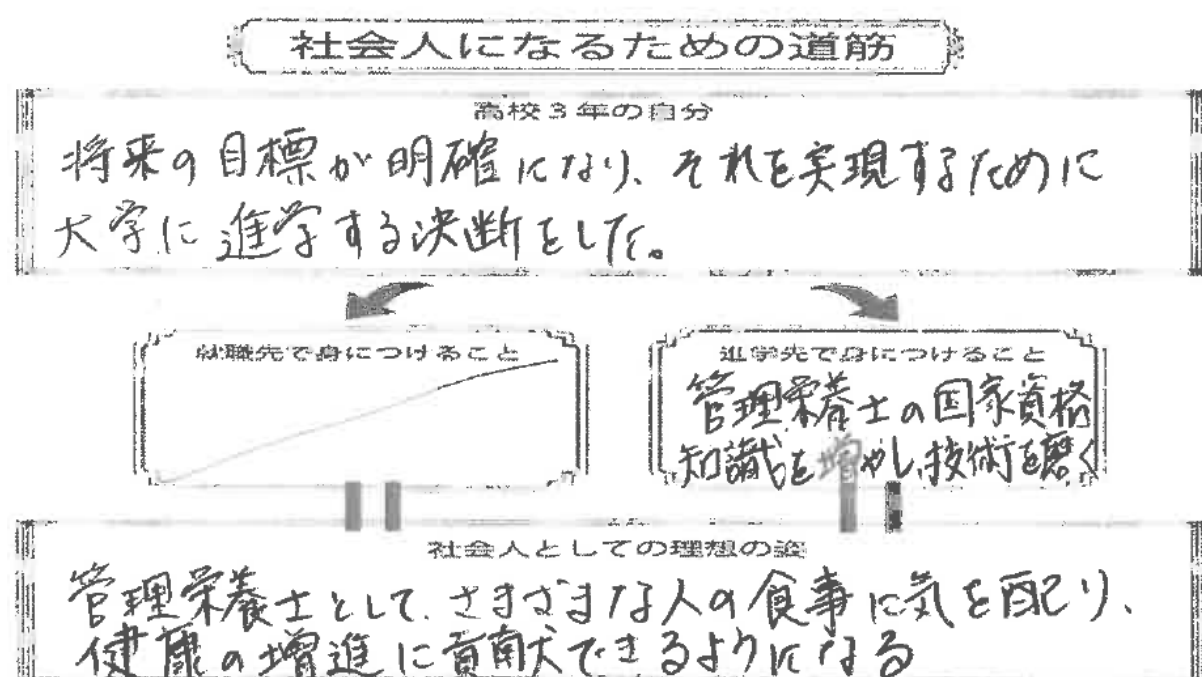 社会人になるための道筋
高校3年の自分
将来の目標が明確になり、それを実現するために
大学に進学する決断をした。
就職先で身につけること
進学先で身につけること
管理栄養士の国家資格
知識を増やし、技術を磨く
社会人としての理想の姿
管理栄養士として、さまざまな人の食事に気を配り、
健康の増進に貢献できるようになる